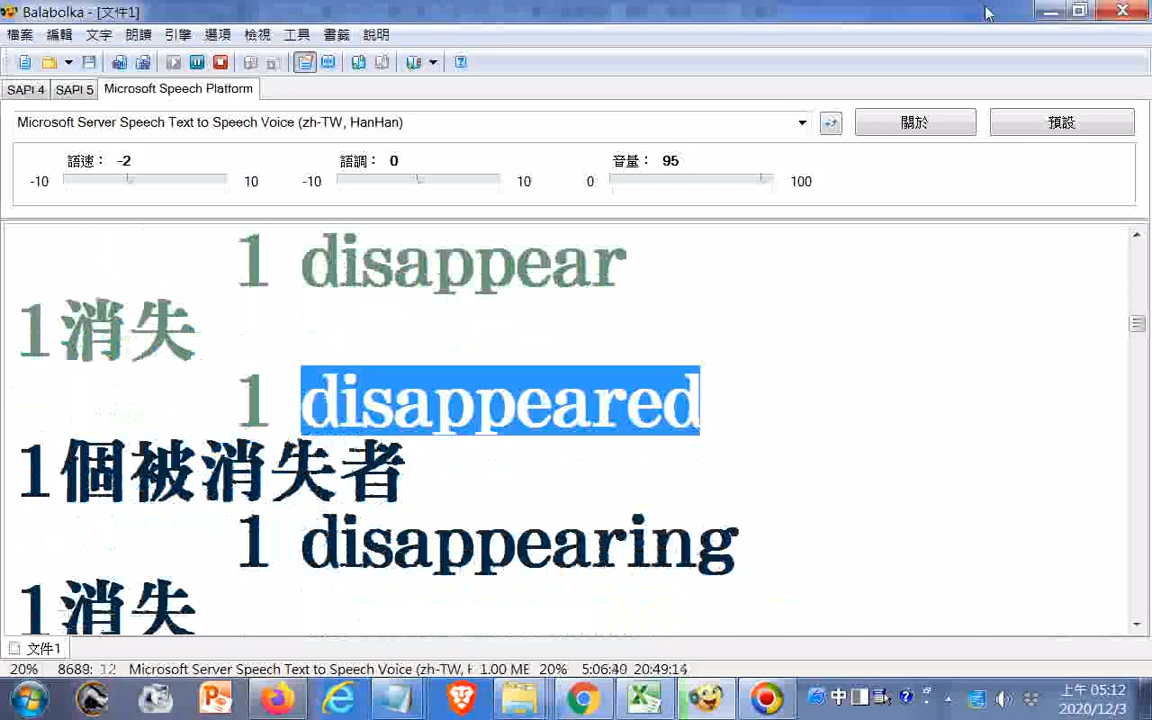 Balabolka - [文件1]
檔案 編輯 文字 朗讀 引擎 選項 檢視 工具 書籤 說明
SAPI 4 SAPI 5 Microsoft Speech Platform
Microsoft Server Speech Text to Speech Voice (zh-TW, HanHan) 關於 預設
語速： -2 語調： 0 音量： 95
-10 10 -10 10 0 100
1 disappear
1消失
1 disappeared
1個被消失者
1 disappearing
1消失
文件1
20% 8689: 12 Microsoft Server Speech Text to Speech Voice (zh-TW, 1.00 ME 20% 5:06:49 20:49:14
中 上午 05:12
2020/12/3